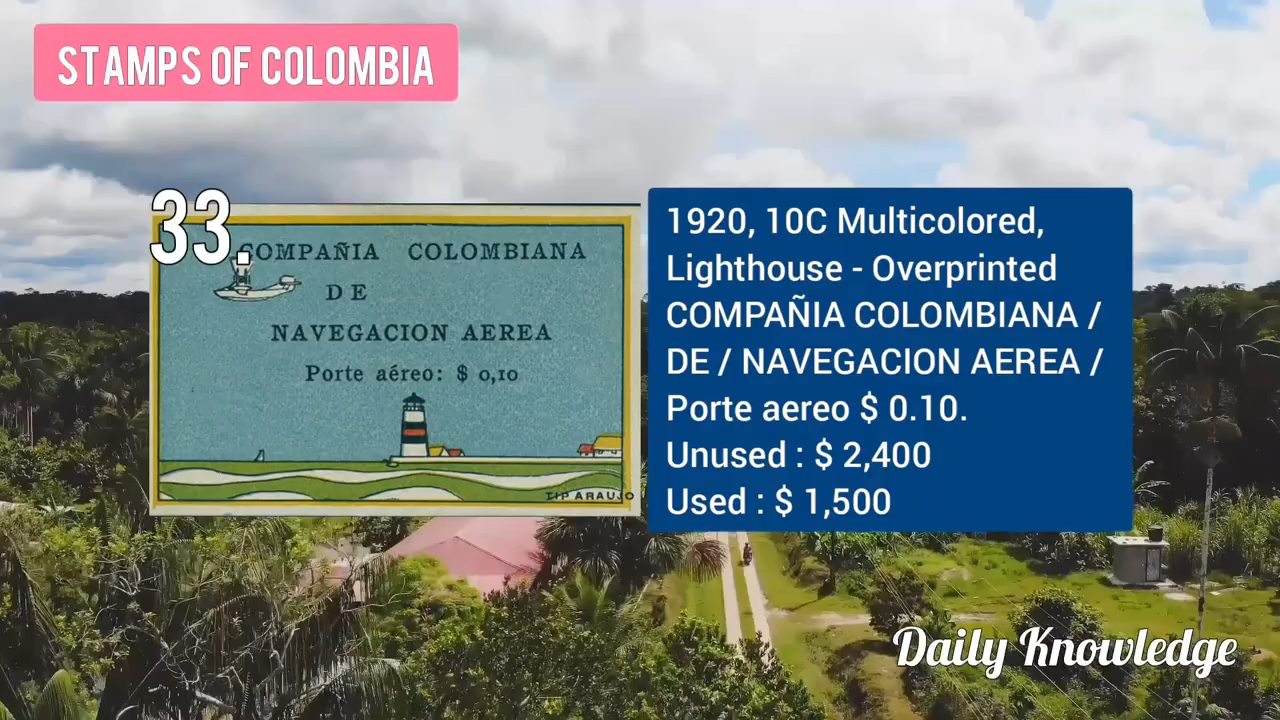 STAMPS OF COLOMBIA
33.
COMPAÑIA COLOMBIANA
DE
NAVEGACION AEREA
Porte aéreo: $ 0,10
TIP ARAUJO
1920, 10C Multicolored,
Lighthouse - Overprinted
COMPAÑIA COLOMBIANA /
DE / NAVEGACION AEREA /
Porte aereo $ 0.10.
Unused : $ 2,400
Used : $ 1,500
Daily Knowledge